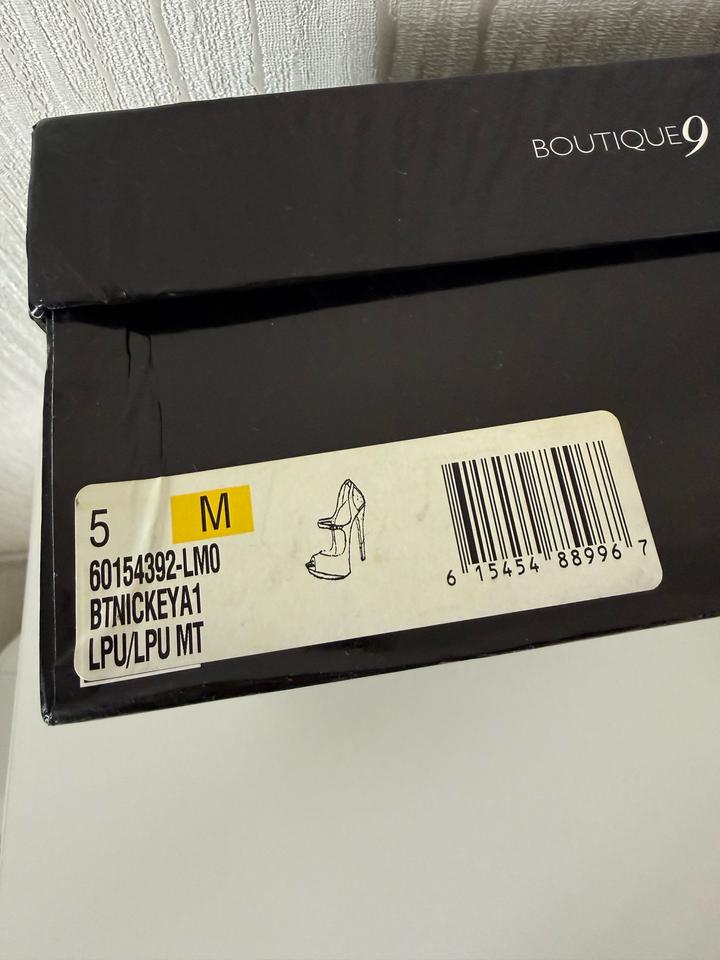 BOUTIQUE9
5 M
60154392-LM0
BTNICKEYA1
LPU/LPU MT
6 15454 88996 7